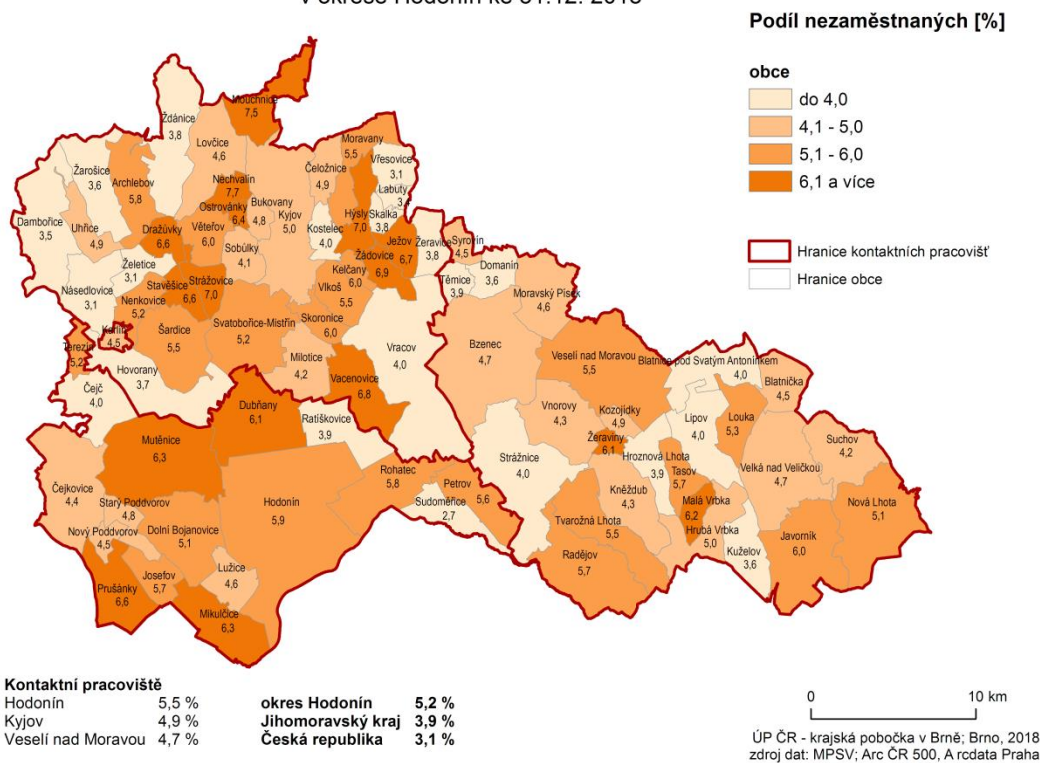 v okrese Hodonín ke 31.12. 2018
Podíl nezaměstnaných [%]
obce
do 4,0
4,1 - 5,0
5,1 - 6,0
6,1 a více
Hranice kontaktních pracovišť
Hranice obce
Mouchnice
7,5
Ždánice
3,8
Lovčice
4,6
Moravany
5,5
Čeložnice
4,9
Vřesovice
3,1
Žarošice
3,6
Archlebov
5,8
Nechvalín
7,7
Labuty
3,4
Ostrovánky
6,4
Bukovany
4,8
Kyjov
5,0
Hýsly
7,0
Skalka
3,8
Dambořice
3,5
Uhřice
4,9
Dražůvky
6,6
Věteřov
6,0
Kostelec
4,0
Sobůlky
4,1
Ježov
6,7
Žeravice
3,8
Syrovín
4,5
Žádovice
6,9
Želetice
3,1
Kelčany
6,0
Domanín
3,6
Těmice
3,9
Násedlovice
3,1
Stavěšice
6,6
Strážovice
7,0
Vlkoš
5,5
Moravský Písek
4,6
Nenkovice
5,2
Skoronice
6,0
Svatobořice-Mistřín
5,2
Karlín
4,5
Šardice
5,5
Terezín
5,2
Bzenec
4,7
Vracov
4,0
Milotice
4,2
Hovorany
3,7
Veselí nad Moravou
5,5
Blatnice pod Svatým Antonínkem
4,0
Vacenovice
6,8
Blatnička
4,5
Čejč
4,0
Dubňany
6,1
Ratíškovice
3,9
Vnorovy
4,3
Kozojídky
4,9
Lipov
4,0
Louka
5,3
Mutěnice
6,3
Žeraviny
6,1
Suchov
4,2
Strážnice
4,0
Hroznová Lhota
3,9
Tasov
5,7
Velká nad Veličkou
4,7
Rohatec
5,8
Petrov
5,6
Čejkovice
4,4
Kněždub
4,3
Sudoměřice
2,7
Hodonín
5,9
Starý Poddvorov
4,8
Malá Vrbka
6,2
Nová Lhota
5,1
Nový Poddvorov
4,5
Dolní Bojanovice
5,1
Tvarožná Lhota
5,5
Hrubá Vrbka
5,0
Javorník
6,0
Radějov
5,7
Kuželov
3,6
Lužice
4,6
Josefov
5,7
Prušánky
6,6
Mikulčice
6,3
Kontaktní pracoviště
Hodonín 5,5 % okres Hodonín 5,2 %
Kyjov 4,9 % Jihomoravský kraj 3,9 %
Veselí nad Moravou 4,7 % Česká republika 3,1 %
0 10 km
ÚP ČR - krajská pobočka v Brně; Brno, 2018
zdroj dat: MPSV; Arc ČR 500, A rcdata Praha